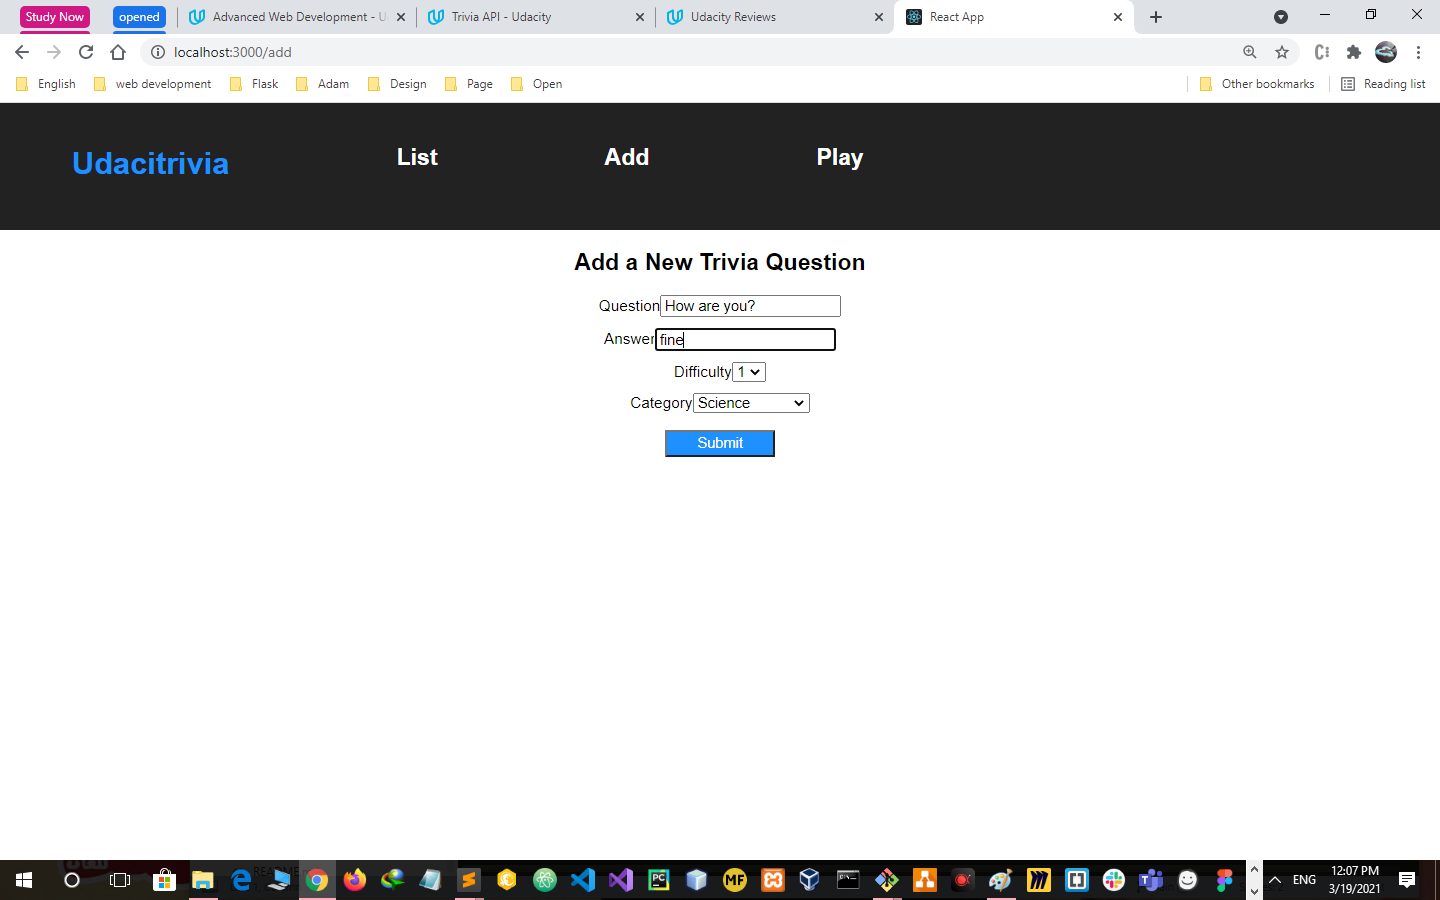 Study Now
opened
Advanced Web Development - U
Trivia API - Udacity
Udacity Reviews
React App
localhost:3000/add
English
web development
Flask
Adam
Design
Page
Open
Other bookmarks
Reading list
Udacitrivia
List
Add
Play
Add a New Trivia Question
Question How are you?
Answer fine
Difficulty 1
Category Science
Submit
PC
MF
ENG
12:07 PM
3/19/2021